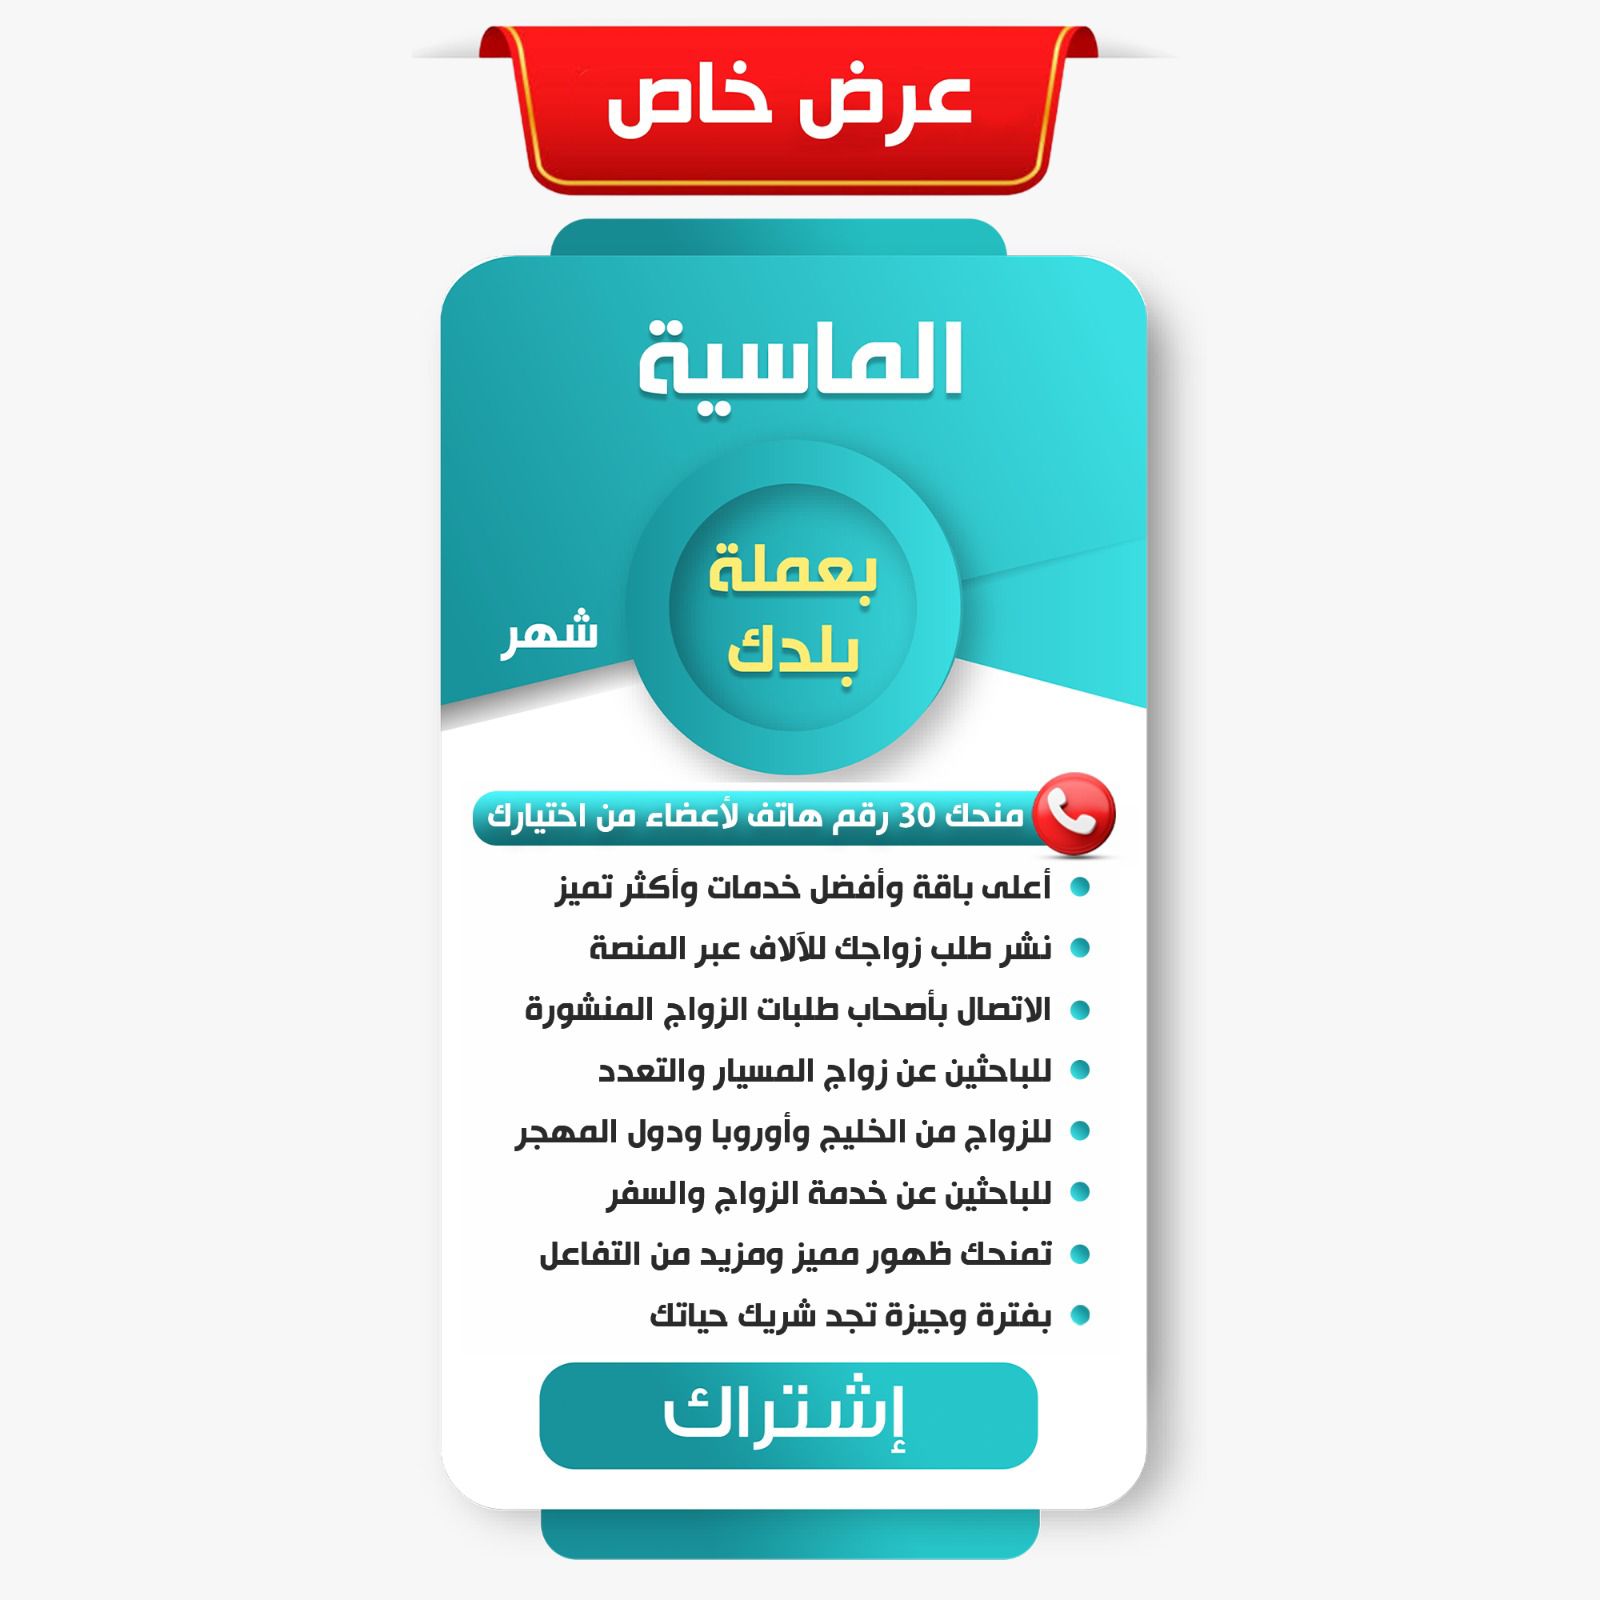 عرض خاص
الماسية
بعملة
بلدك
شهر
منحك 30 رقم هاتف لأعضاء من اختيارك
أعلى باقة وأفضل خدمات وأكثر تميز
نشر طلب زواجك للآلاف عبر المنصة
الاتصال بأصحاب طلبات الزواج المنشورة
للباحثين عن زواج المسيار والتعدد
للزواج من الخليج وأوروبا ودول المهجر
للباحثين عن خدمة الزواج والسفر
تمنحك ظهور مميز ومزيد من التفاعل
بفترة وجيزة تجد شريك حياتك
إشتراك